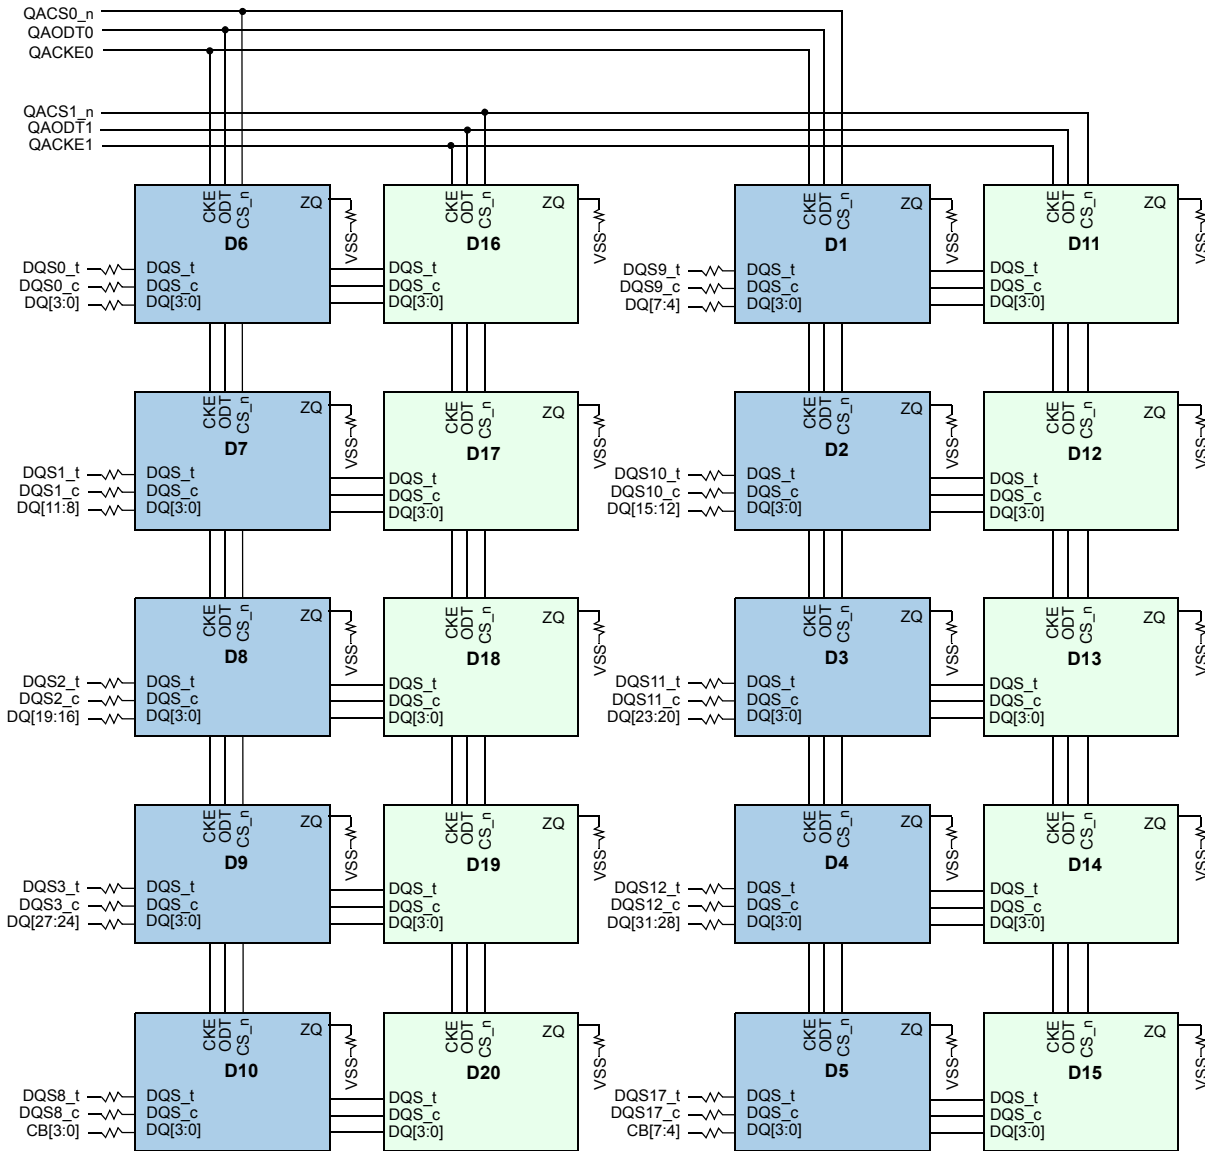 QACS0_n
QAODT0
QACKE0
QACS1_n
QAODT1
QACKE1
CKE ODT CS_n ZQ VSS D6
DQS0_t DQS_t
DQS0_c DQS_c
DQ[3:0] DQ[3:0]
CKE ODT CS_n ZQ VSS D16
DQS_t
DQS_c
DQ[3:0]
CKE ODT CS_n ZQ VSS D1
DQS9_t DQS_t
DQS9_c DQS_c
DQ[7:4] DQ[3:0]
CKE ODT CS_n ZQ VSS D11
DQS_t
DQS_c
DQ[3:0]
CKE ODT CS_n ZQ VSS D7
DQS1_t DQS_t
DQS1_c DQS_c
DQ[11:8] DQ[3:0]
CKE ODT CS_n ZQ VSS D17
DQS_t
DQS_c
DQ[3:0]
CKE ODT CS_n ZQ VSS D2
DQS10_t DQS_t
DQS10_c DQS_c
DQ[15:12] DQ[3:0]
CKE ODT CS_n ZQ VSS D12
DQS_t
DQS_c
DQ[3:0]
CKE ODT CS_n ZQ VSS D8
DQS2_t DQS_t
DQS2_c DQS_c
DQ[19:16] DQ[3:0]
CKE ODT CS_n ZQ VSS D18
DQS_t
DQS_c
DQ[3:0]
CKE ODT CS_n ZQ VSS D3
DQS11_t DQS_t
DQS11_c DQS_c
DQ[23:20] DQ[3:0]
CKE ODT CS_n ZQ VSS D13
DQS_t
DQS_c
DQ[3:0]
CKE ODT CS_n ZQ VSS D9
DQS3_t DQS_t
DQS3_c DQS_c
DQ[27:24] DQ[3:0]
CKE ODT CS_n ZQ VSS D19
DQS_t
DQS_c
DQ[3:0]
CKE ODT CS_n ZQ VSS D4
DQS12_t DQS_t
DQS12_c DQS_c
DQ[31:28] DQ[3:0]
CKE ODT CS_n ZQ VSS D14
DQS_t
DQS_c
DQ[3:0]
CKE ODT CS_n ZQ VSS D10
DQS8_t DQS_t
DQS8_c DQS_c
CB[3:0] DQ[3:0]
CKE ODT CS_n ZQ VSS D20
DQS_t
DQS_c
DQ[3:0]
CKE ODT CS_n ZQ VSS D5
DQS17_t DQS_t
DQS17_c DQS_c
CB[7:4] DQ[3:0]
CKE ODT CS_n ZQ VSS D15
DQS_t
DQS_c
DQ[3:0]